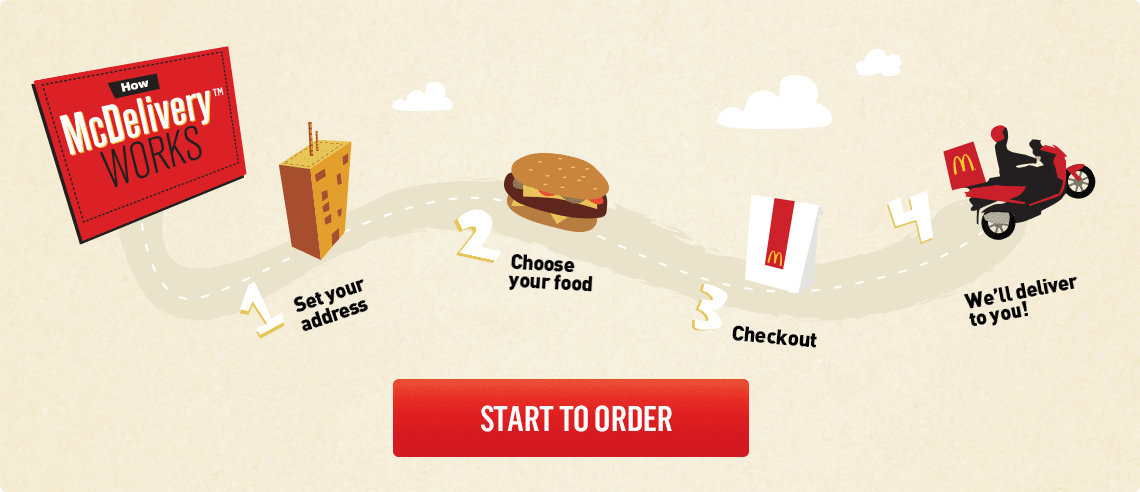 How
McDelivery™
WORKS
1
Set your
address
2
Choose
your food
3
Checkout
4
We'll deliver
to you!
START TO ORDER